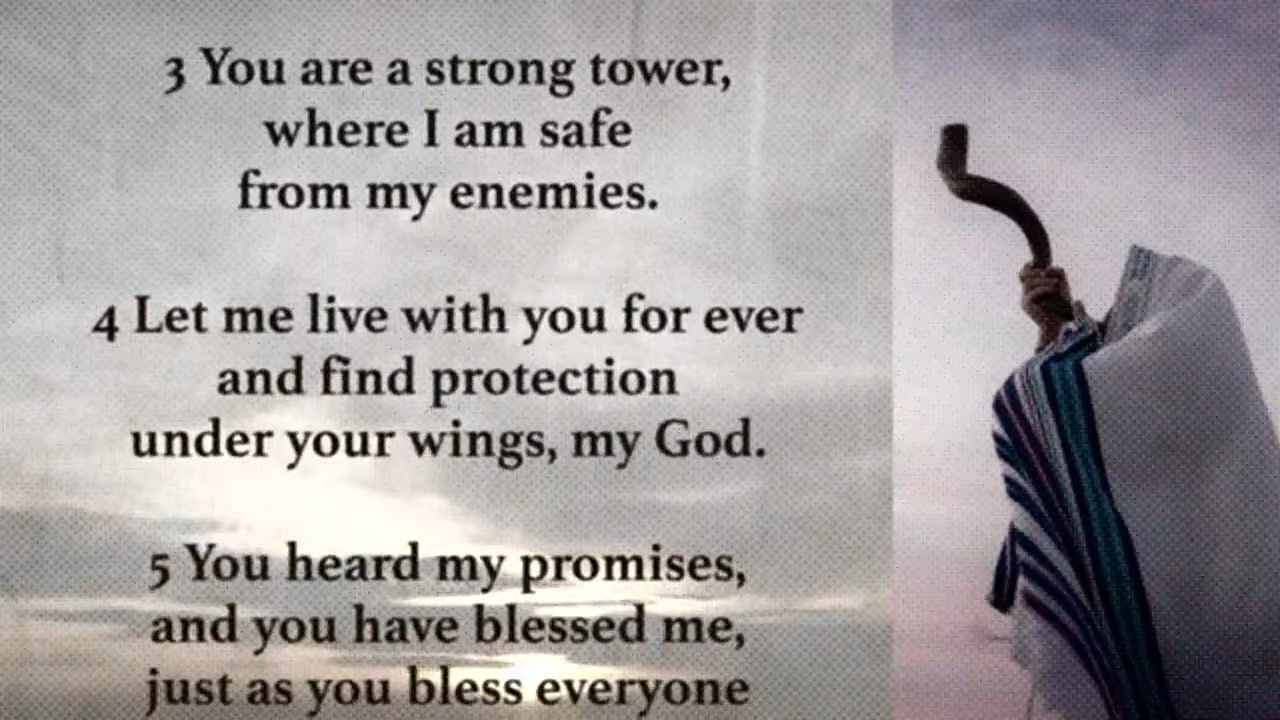 3 You are a strong tower,
where I am safe
from my enemies.
4 Let me live with you for ever
and find protection
under your wings, my God.
5 You heard my promises,
and you have blessed me,
just as you bless everyone